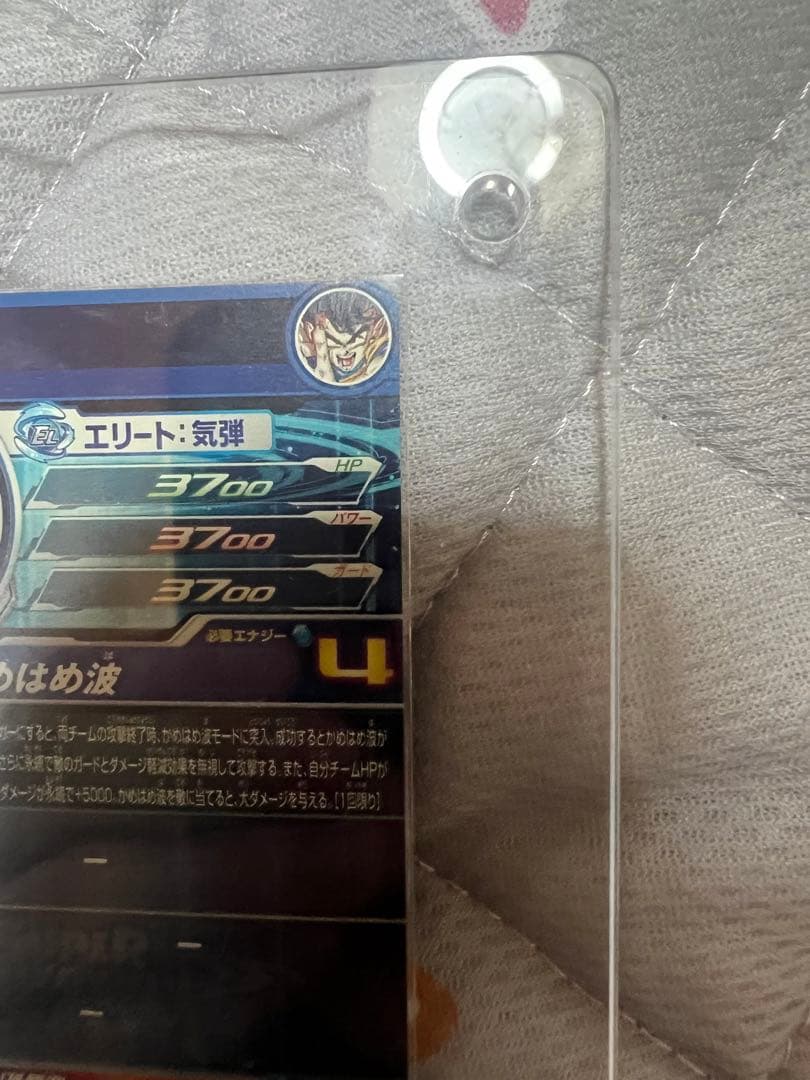 EL エリート:気弾
HP
3700
パワー
3700
ガード
3700
必要エナジー 4
めはめ波
ガーにすると、両チームの攻撃終了時、かめはめ波モードに突入。成功するとかめはめ波が
さらに永続で敵のガードとダメージ軽減効果を無視して攻撃する。また、自分チームHPが
ダメージが永続で+5000。かめはめ波を敵に当てると、大ダメージを与える。[1回限り]
ー
ー
ー